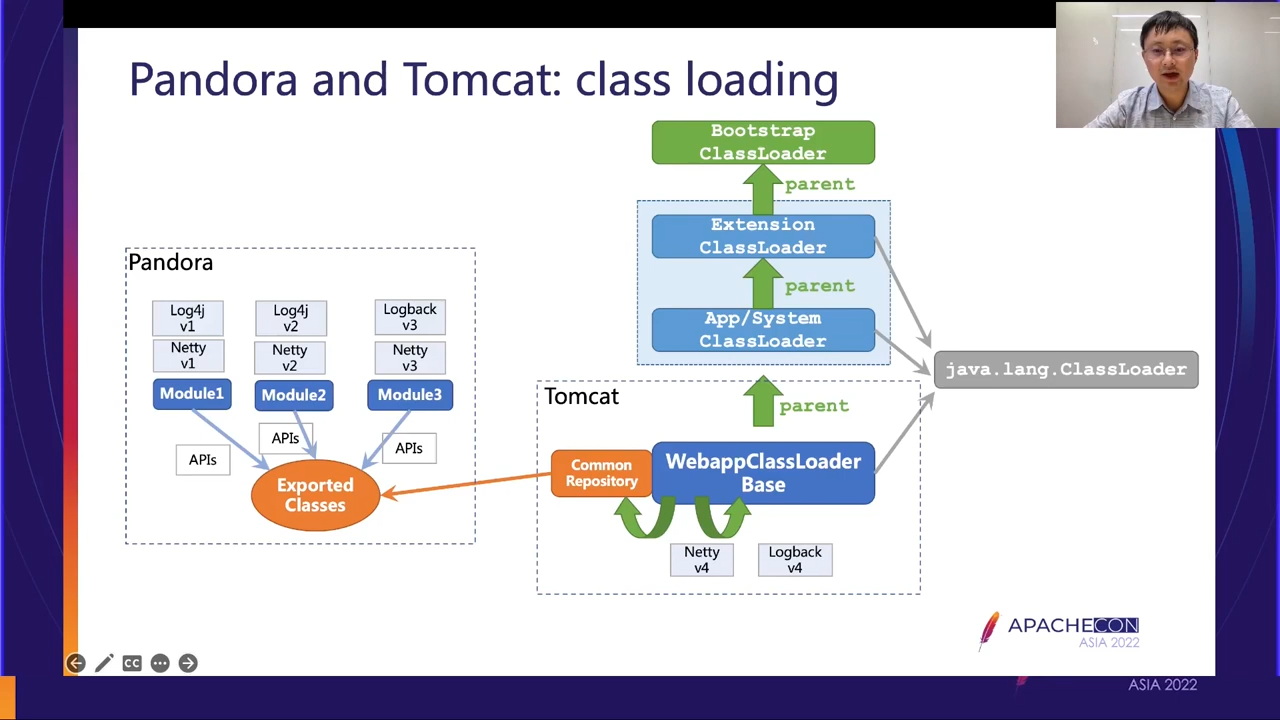 Pandora and Tomcat: class loading
Bootstrap
ClassLoader
parent
Extension
ClassLoader
parent
App/System
ClassLoader
java.lang.ClassLoader
parent
Pandora
Log4j
v1
Log4j
v2
Logback
v3
Netty
v1
Netty
v2
Netty
v3
Module1
Module2
Module3
APIs
APIs
APIs
Exported
Classes
Tomcat
Common
Repository
WebappClassLoader
Base
Netty
v4
Logback
v4
APACHECON
ASIA 2022
CC
ASIA 2022